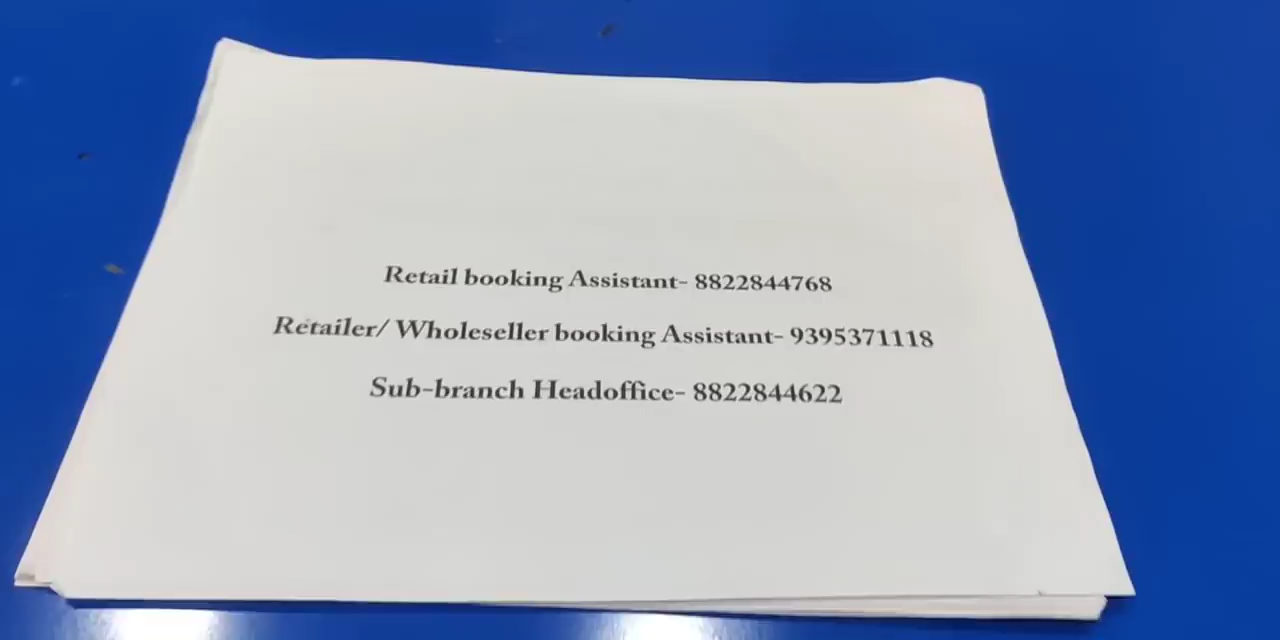 Retail booking Assistant- 8822844768
Retailer/ Wholeseller booking Assistant- 9395371118
Sub-branch Headoffice- 8822844622